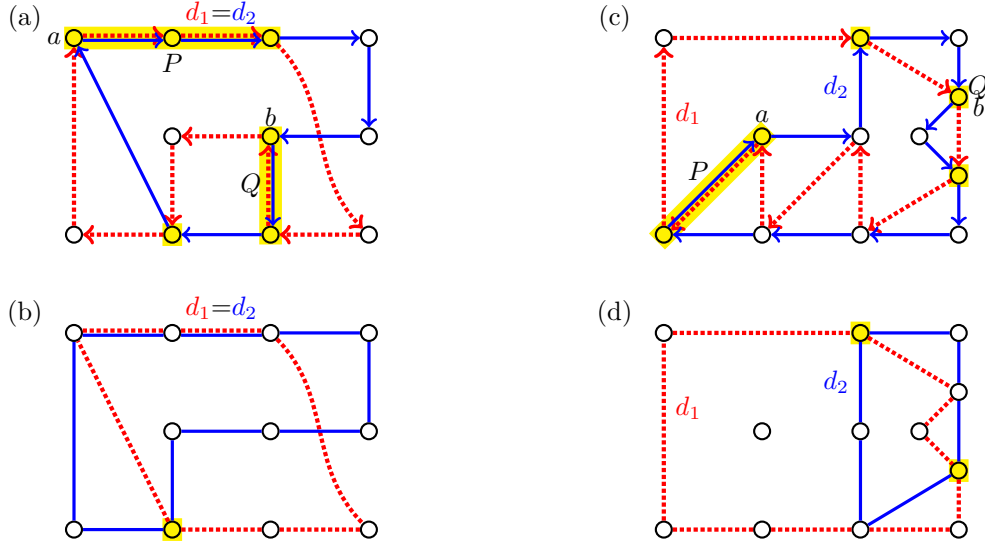 (a)
d₁=d₂
a
P
b
Q
(c)
d₁
d₂
a
P
Q
b
(b)
d₁=d₂
(d)
d₁
d₂